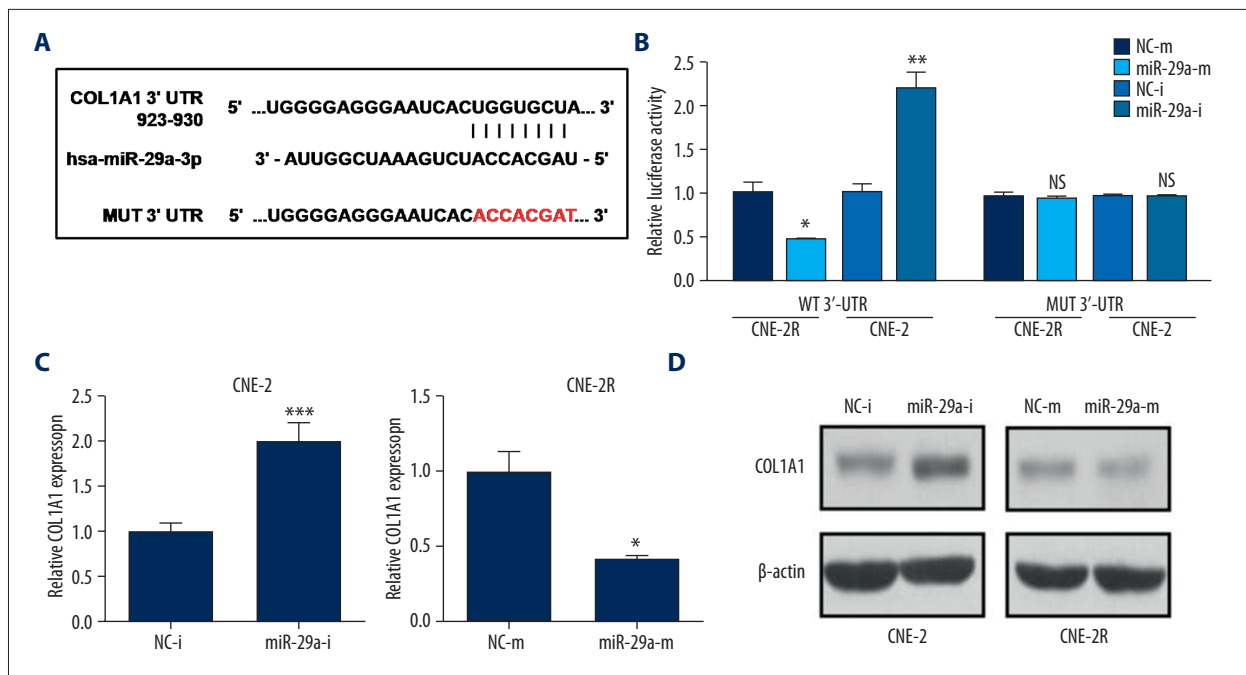 A
COL1A1 3' UTR 5' ...UGGGGAGGGAAUCACUGGUGCUA... 3'
923-930
hsa-miR-29a-3p 3' - AUUGGCUAAAGUCUACCACGAU - 5'
MUT 3' UTR 5' ...UGGGGAGGGAAUCACACCACGAT... 3'
B
NC-m
miR-29a-m
NC-i
miR-29a-i
Relative luciferase activity
2.5
2.0
1.5
1.0
0.5
0.0
*
**
NS
NS
WT 3’-UTR MUT 3’-UTR
CNE-2R CNE-2 CNE-2R CNE-2
C
CNE-2
Relative COL1A1 expressopn
2.5
2.0
1.5
1.0
0.5
0.0
***
NC-i miR-29a-i
CNE-2R
Relative COL1A1 expressopn
1.5
1.0
0.5
0.0
*
NC-m miR-29a-m
D
NC-i miR-29a-i NC-m miR-29a-m
COL1A1
β-actin
CNE-2 CNE-2R